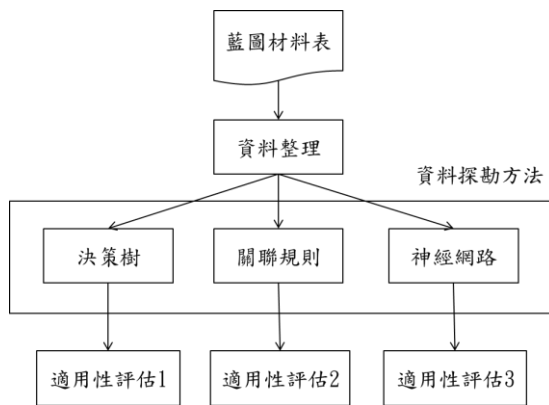 藍圖材料表
資料整理
資料探勘方法
決策樹
關聯規則
神經網路
適用性評估1
適用性評估2
適用性評估3